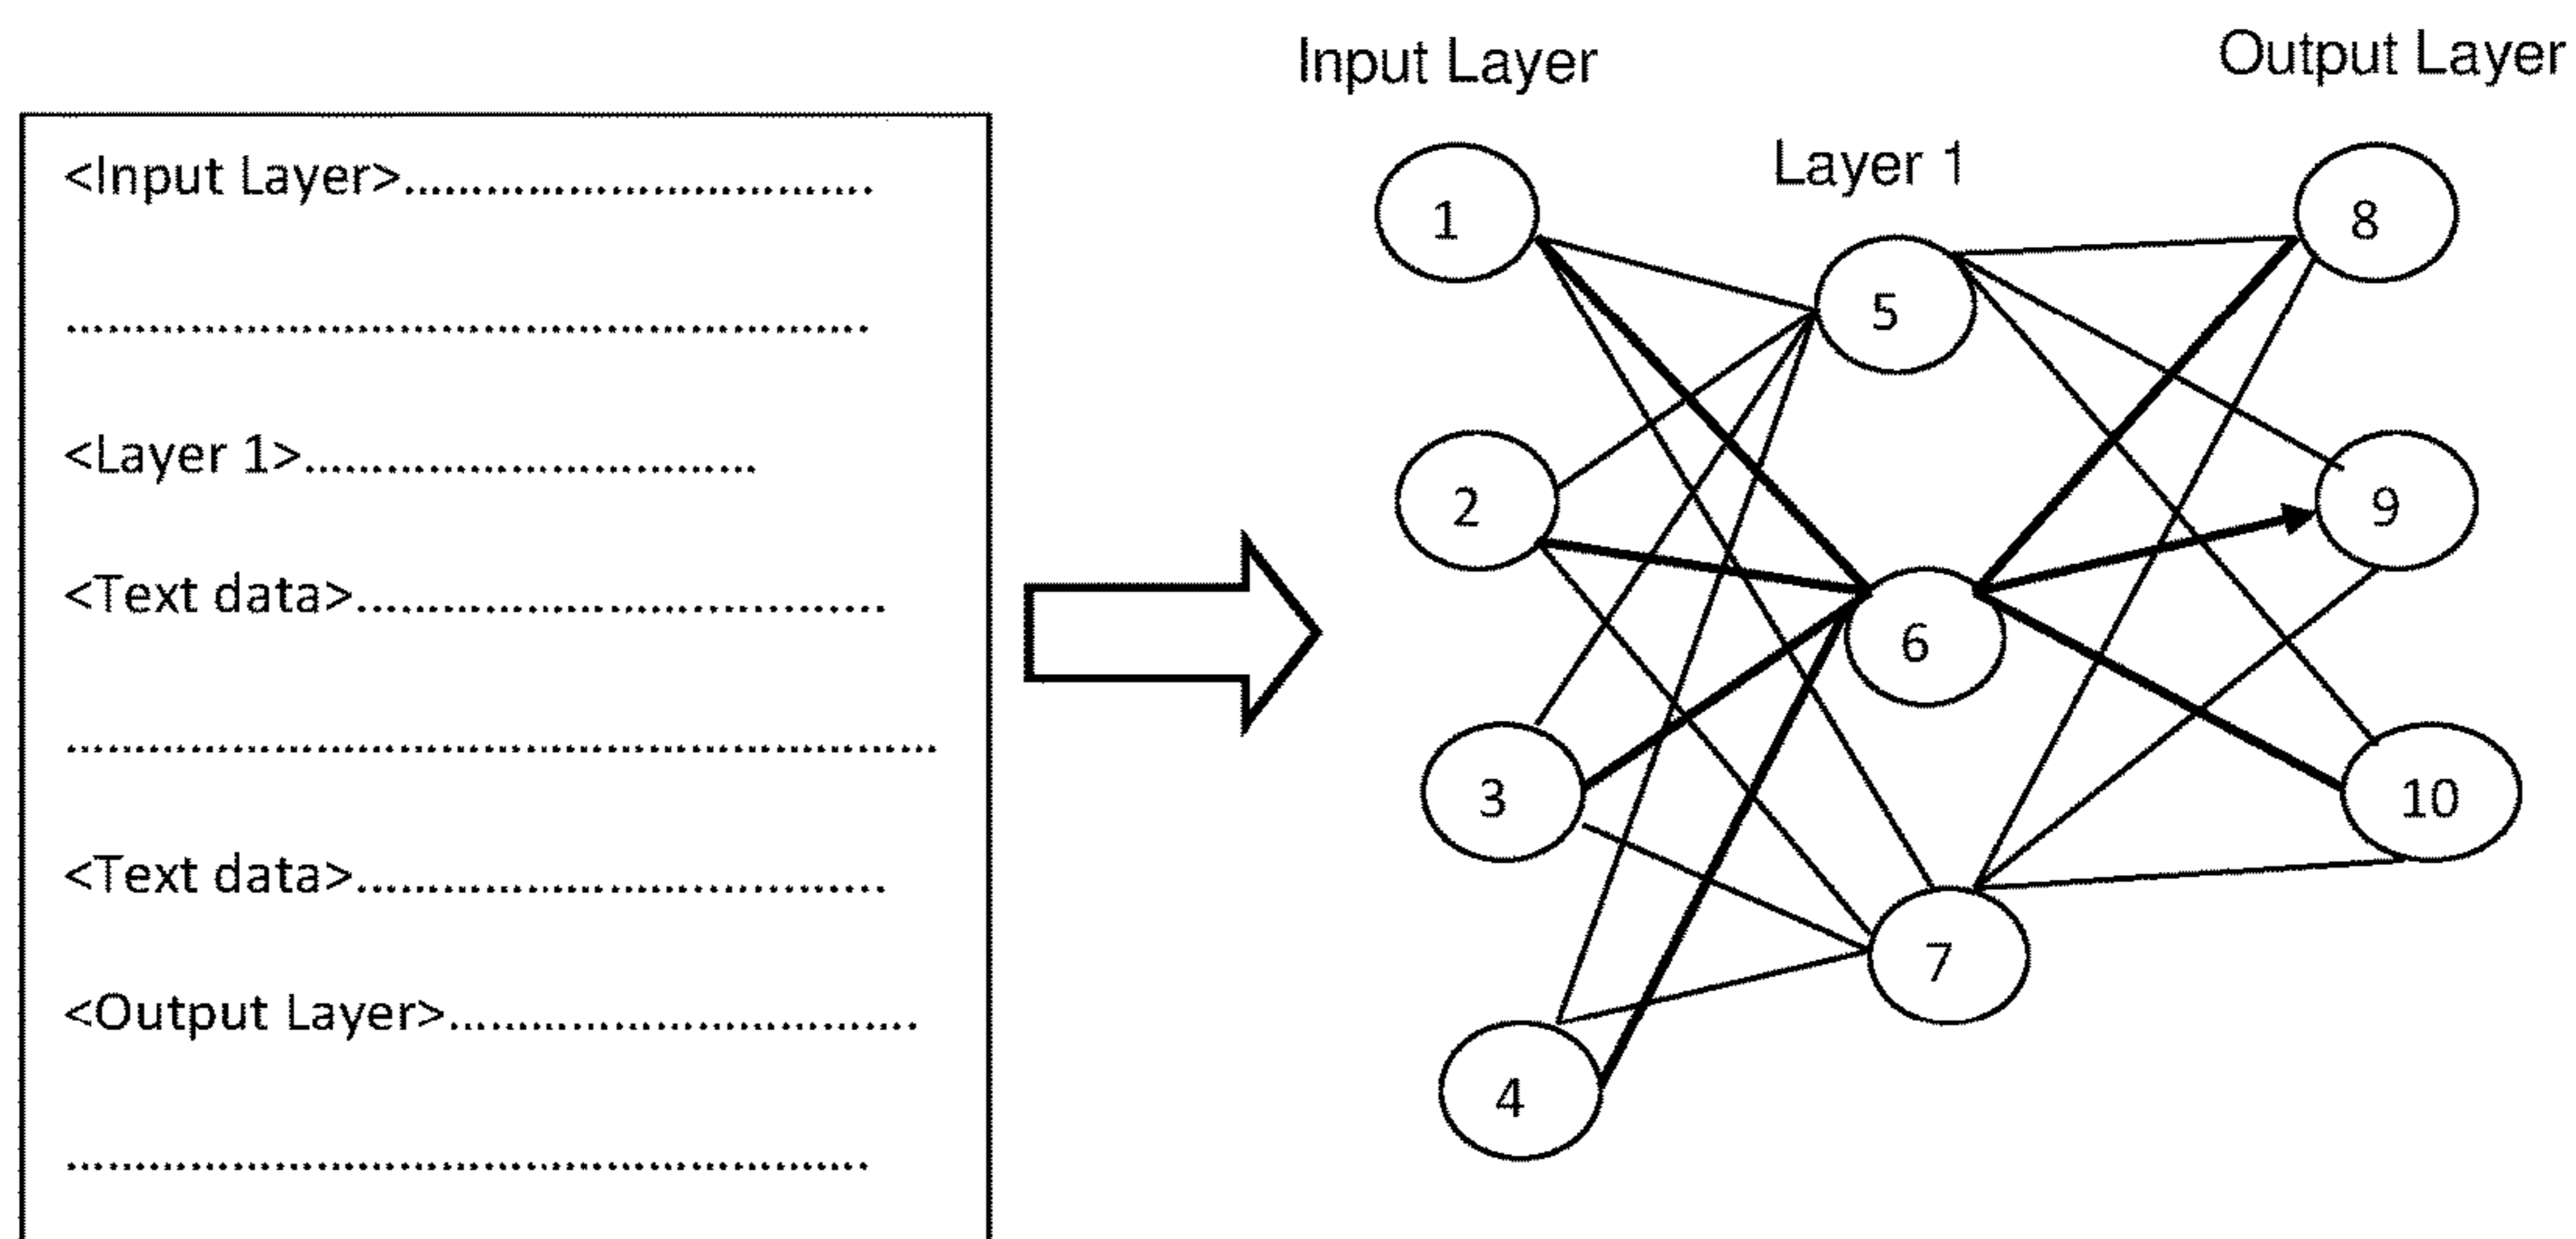 Input Layer
Output Layer
Layer 1
<Input Layer>................................
........................................................
<Layer 1>................................
<Text data>.....................................
.............................................................
<Text data>.....................................
<Output Layer>.................................
........................................................
1
2
3
4
5
6
7
8
9
10